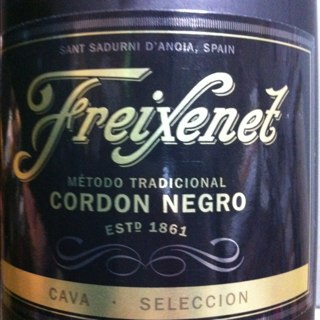 SANT SADURNI D'ANOIA, SPAIN
Freixenet
MÉTODO TRADICIONAL
CORDON NEGRO
ESTD 1861
CAVA · SELECCION